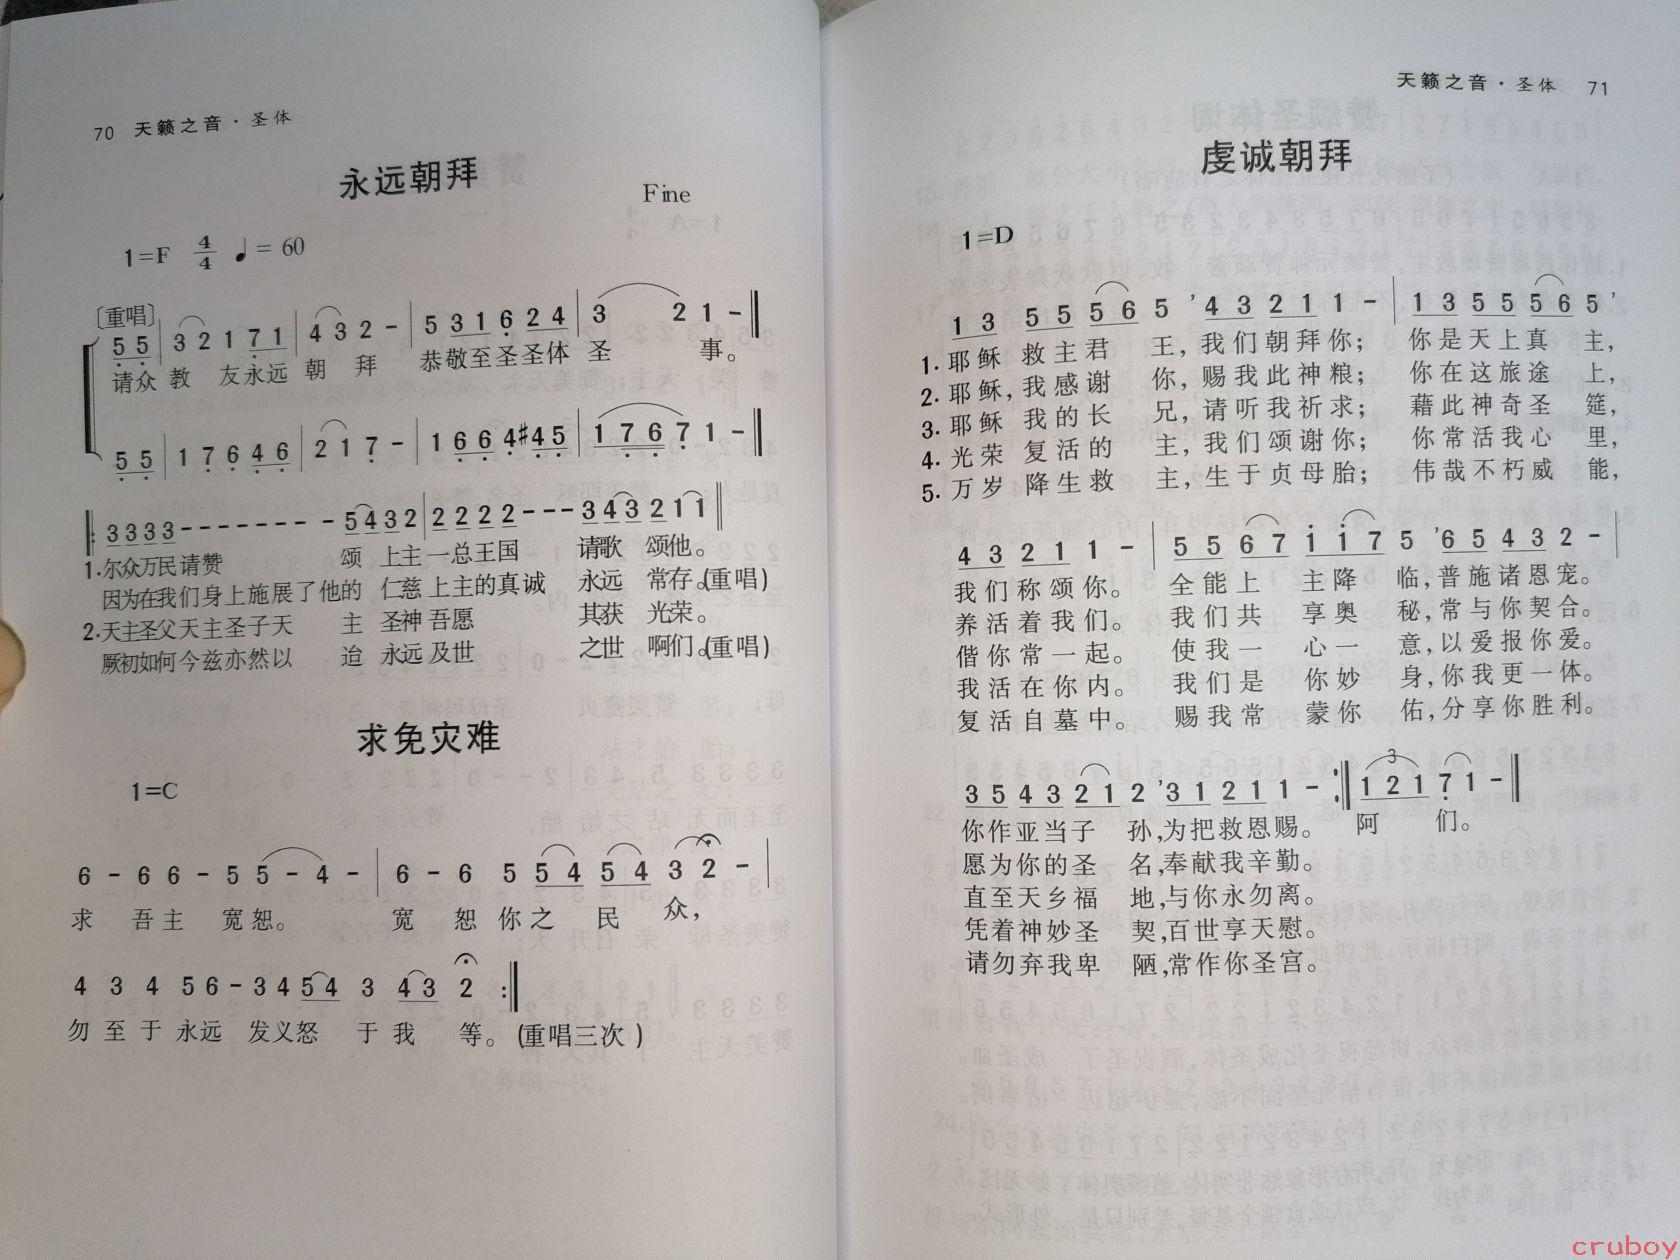 70 天籁之音·圣体
永远朝拜
Fine
1=F 4/4 ♩= 60
〔重唱〕
5 5 | 3 2 1 7 1 | 4 3 2 - | 5 3 1 6 2 4 | 3 2 1 - ‖
请众 教 友永远 朝 拜 恭敬至圣圣体 圣 事。
5 5 | 1 7 6 4 6 | 2 1 7 - | 1 6 6 4 #4 5 | 1 7 6 7 1 - ‖
3 3 3 3 - - - - - - - - 5 4 3 2 | 2 2 2 2 - - - 3 4 3 2 1 1 ‖
1.尔众万民请赞 颂 上主一总王国 请歌 颂他。
因为在我们身上施展了他的 仁慈上主的真诚 永远 常存。(重唱)
2.天主圣父天主圣子天 主 圣神吾愿 其获 光荣。
厥初如何今兹亦然以 迨 永远及世 之世 啊们。(重唱)
求免灾难
1=C
6 - 6 6 - 5 5 - 4 - | 6 - 6 5 5 4 5 4 3 2 - |
求 吾主 宽恕。 宽 恕你之 民 众,
4 3 4 5 6 - 3 4 5 4 3 4 3 2 :‖
勿 至 于 永远 发义怒 于 我 等。(重唱三次)
天籁之音·圣体 71
虔诚朝拜
1=D
1 3 5 5 5 6 5 ' 4 3 2 1 1 - | 1 3 5 5 5 6 5 '
1.耶稣 救主君 王,我们朝拜你; 你是天上真 主,
2.耶稣,我感谢 你,赐我此神粮; 你在这旅途 上,
3.耶稣 我的长 兄,请听我祈求; 藉此神奇圣 筵,
4.光荣 复活的 主,我们颂谢你; 你常活我心 里,
5.万岁 降生救 主,生于贞母胎; 伟哉不朽威 能,
4 3 2 1 1 - | 5 5 6 7 i i 7 5 ' 6 5 4 3 2 - |
我们称颂你。 全能上 主降 临,普施诸恩宠。
养活着我们。 我们共 享奥 秘,常与你契合。
偕你常一起。 使我一 心一 意,以爱报你爱。
我活在你内。 我们是 你妙 身,你我更一体。
复活自墓中。 赐我常 蒙你 佑,分享你胜利。
3 5 4 3 2 1 2 ' 3 1 2 1 1 - :‖ 3 1 2 1 7 1 - ‖
你作亚当子 孙,为把救恩赐。 阿 们。
愿为你的圣 名,奉献我辛勤。
直至天乡福 地,与你永勿离。
凭着神妙圣 契,百世享天慰。
请勿弃我卑 陋,常作你圣宫。
cruboy